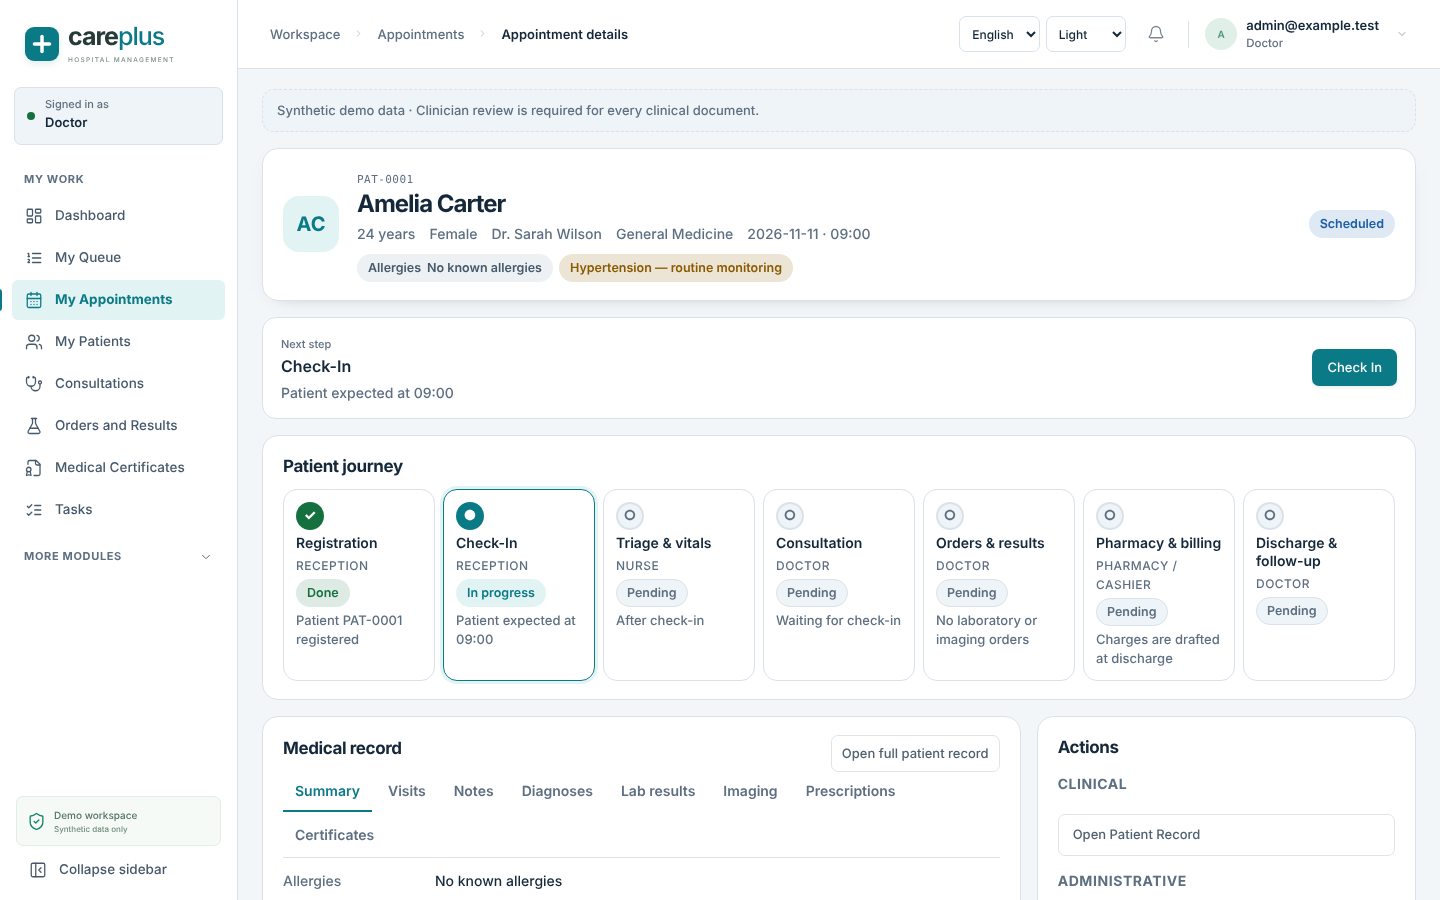 careplus
HOSPITAL MANAGEMENT
Signed in as
Doctor
MY WORK
Dashboard
My Queue
My Appointments
My Patients
Consultations
Orders and Results
Medical Certificates
Tasks
MORE MODULES
Demo workspace
Synthetic data only
Collapse sidebar
Workspace
Appointments
Appointment details
English
Light
A
admin@example.test
Doctor
Synthetic demo data · Clinician review is required for every clinical document.
AC
PAT-0001
Amelia Carter
24 years Female Dr. Sarah Wilson General Medicine 2026-11-11 · 09:00
Allergies No known allergies
Hypertension — routine monitoring
Scheduled
Next step
Check-In
Patient expected at 09:00
Check In
Patient journey
Registration
RECEPTION
Done
Patient PAT-0001
registered
Check-In
RECEPTION
In progress
Patient expected at
09:00
Triage & vitals
NURSE
Pending
After check-in
Consultation
DOCTOR
Pending
Waiting for check-in
Orders & results
DOCTOR
Pending
No laboratory or
imaging orders
Pharmacy & billing
PHARMACY /
CASHIER
Pending
Charges are drafted
at discharge
Discharge &
follow-up
DOCTOR
Pending
Medical record
Open full patient record
Summary
Visits
Notes
Diagnoses
Lab results
Imaging
Prescriptions
Certificates
Allergies
No known allergies
Actions
CLINICAL
Open Patient Record
ADMINISTRATIVE